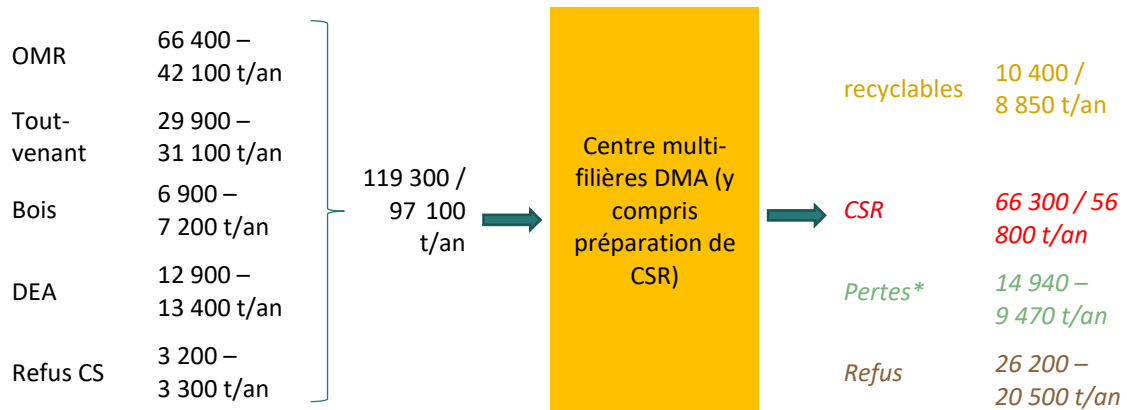 OMR
66 400 –
42 100 t/an
Tout-
venant
29 900 –
31 100 t/an
Bois
6 900 –
7 200 t/an
DEA
12 900 –
13 400 t/an
Refus CS
3 200 –
3 300 t/an
119 300 /
97 100
t/an
Centre multi-
filières DMA (y
compris
préparation de
CSR)
recyclables
10 400 /
8 850 t/an
CSR
66 300 / 56
800 t/an
Pertes*
14 940 –
9 470 t/an
Refus
26 200 –
20 500 t/an